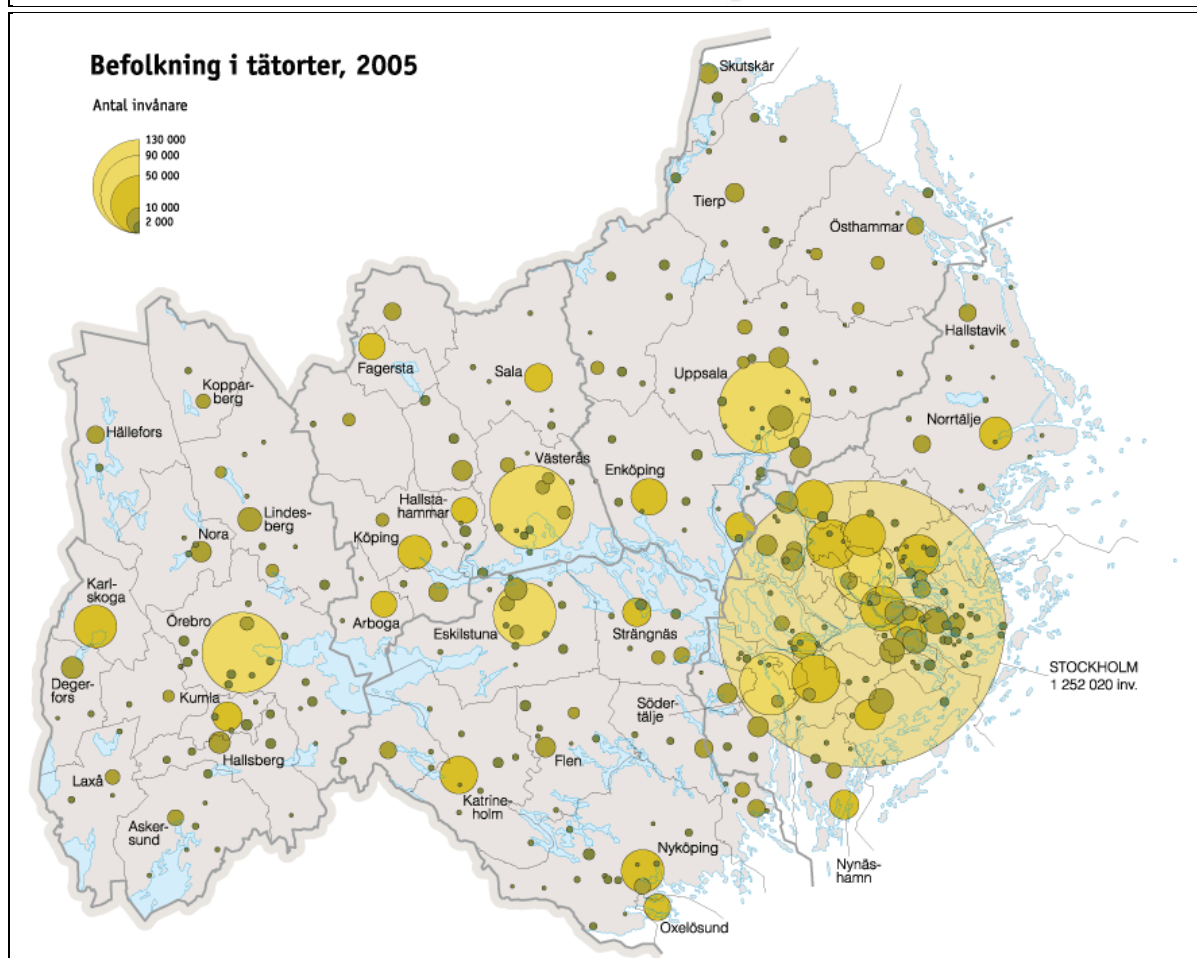 Befolkning i tätorter, 2005
Antal invånare
130 000
90 000
50 000
10 000
2 000
Skutskär
Tierp
Östhammar
Hallstavik
Uppsala
Norrtälje
Fagersta
Sala
Koppar-
berg
Hällefors
Västerås
Enköping
Hallsta-
hammar
Lindes-
berg
Nora
Köping
Karl-
skoga
Örebro
Arboga
Eskilstuna
Strängnäs
STOCKHOLM
1 252 020 inv.
Deger-
fors
Kumla
Söder-
tälje
Hallsberg
Flen
Laxå
Katrine-
holm
Asker-
sund
Nyköping
Nynäs-
hamn
Oxelösund